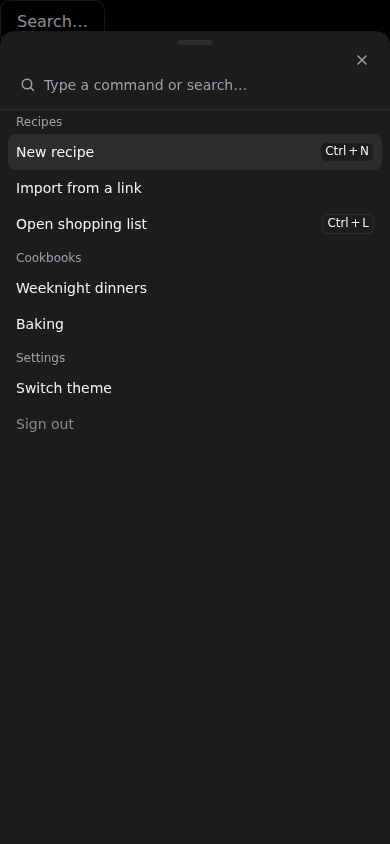 Search…
Type a command or search…
Recipes
New recipe Ctrl+N
Import from a link
Open shopping list Ctrl+L
Cookbooks
Weeknight dinners
Baking
Settings
Switch theme
Sign out